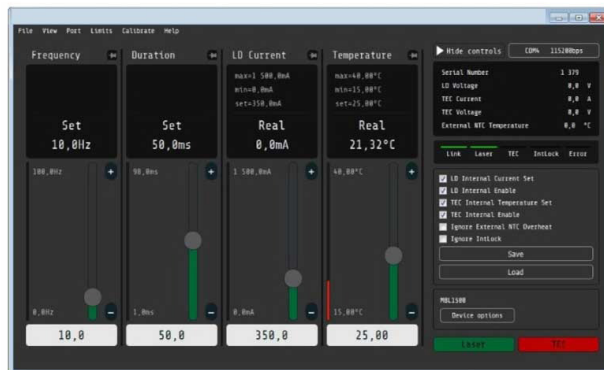 File View Port Limits Calibrate Help
Frequency
Set
10,0Hz
100,0Hz
0,0Hz
10,0
Duration
Set
50,0ms
90,0ms
1,0ms
50,0
LD Current
max=1 500,0mA
min=0,0mA
set=350,0mA
Real
0,0mA
1 500,0mA
0,0mA
350,0
Temperature
max=40,00°C
min=15,00°C
set=25,00°C
Real
21,32°C
40,00°C
15,00°C
25,00
Hide controls
115200bps
Serial Number 1 379
LD Voltage 0,0 V
TEC Current 0,0 A
TEC Voltage 0,0 V
External NTC Temperature 0,0 °C
Link Laser TEC IntLock Error
LD Internal Current Set
LD Internal Enable
TEC Internal Temperature Set
TEC Internal Enable
Ignore External NTC Overheat
Ignore IntLock
Save
Load
MBL1500
Device options
Laser TEC